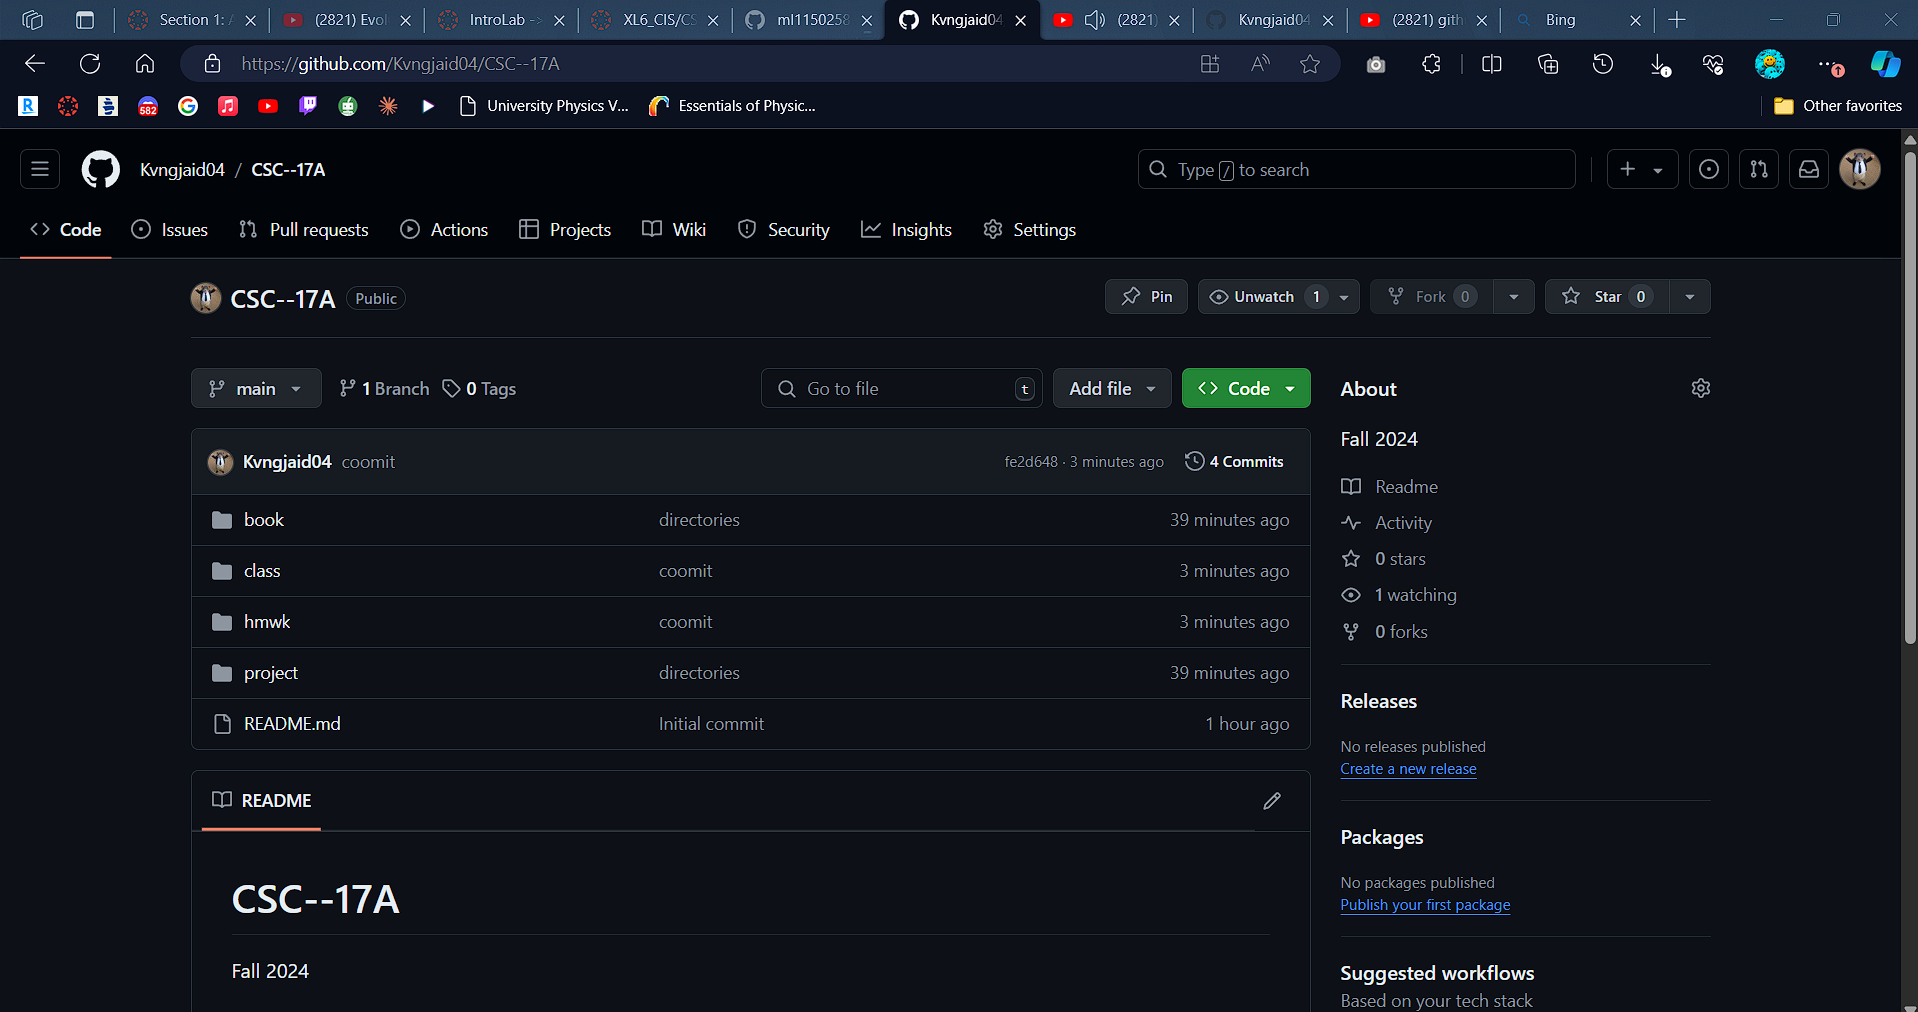 Section 1: A
(2821) Evol
IntroLab ->
XL6_CIS/CS
ml1150258
Kvngjaid04
(2821)
Kvngjaid04
(2821) gith
Bing
https://github.com/Kvngjaid04/CSC--17A
582
University Physics V...
Essentials of Physic...
Other favorites
Kvngjaid04 / CSC--17A
Type / to search
Code
Issues
Pull requests
Actions
Projects
Wiki
Security
Insights
Settings
CSC--17A
Public
Pin
Unwatch 1
Fork 0
Star 0
main
1 Branch
0 Tags
Go to file
t
Add file
Code
Kvngjaid04 coomit
fe2d648 · 3 minutes ago
4 Commits
book directories 39 minutes ago
class coomit 3 minutes ago
hmwk coomit 3 minutes ago
project directories 39 minutes ago
README.md Initial commit 1 hour ago
README
CSC--17A
Fall 2024
About
Fall 2024
Readme
Activity
0 stars
1 watching
0 forks
Releases
No releases published
Create a new release
Packages
No packages published
Publish your first package
Suggested workflows
Based on your tech stack